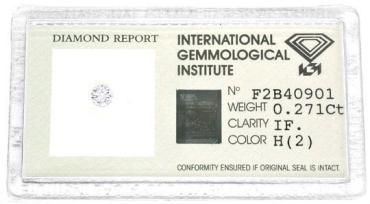 DIAMOND REPORT
INTERNATIONAL
GEMMOLOGICAL
INSTITUTE
Nº F2B40901
WEIGHT 0.271Ct
CLARITY IF.
COLOR H(2)
CONFORMITY ENSURED IF ORIGINAL SEAL IS INTACT.